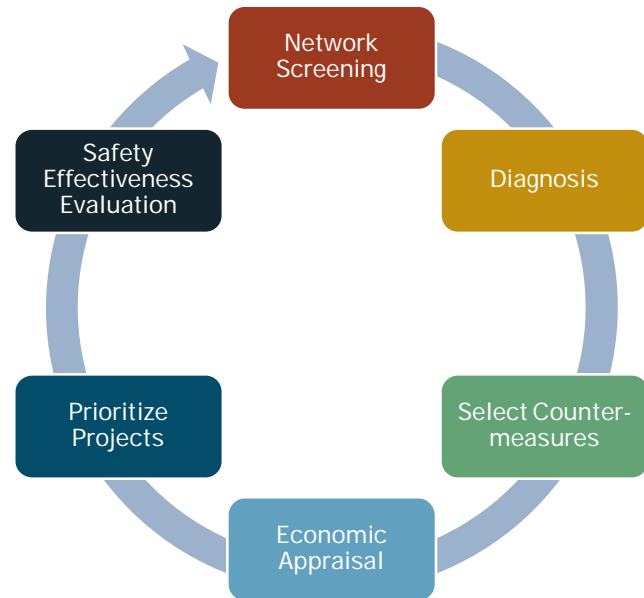 Network
Screening
Diagnosis
Select Counter-
measures
Economic
Appraisal
Prioritize
Projects
Safety
Effectiveness
Evaluation